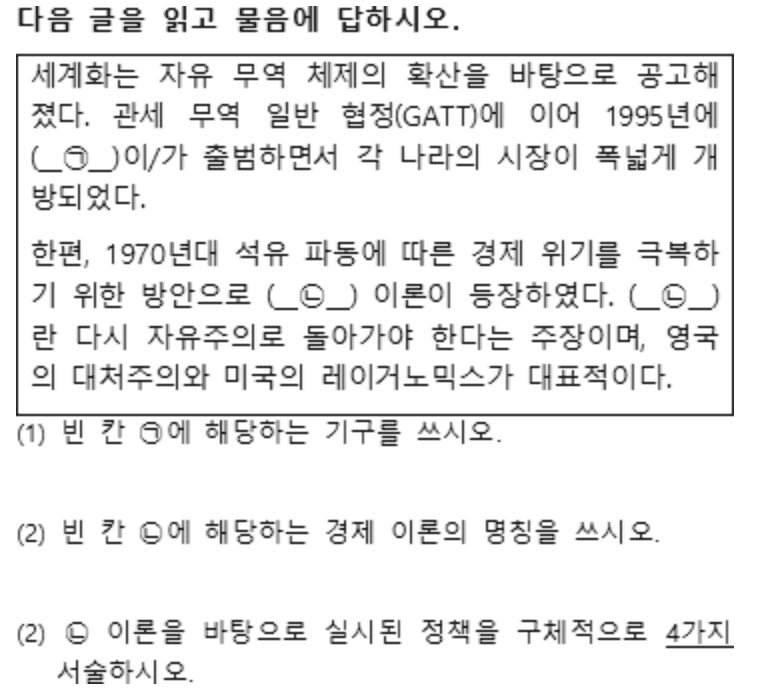 다음 글을 읽고 물음에 답하시오.
세계화는 자유 무역 체제의 확산을 바탕으로 공고해
졌다. 관세 무역 일반 협정(GATT)에 이어 1995년에
(_㉠_)이/가 출범하면서 각 나라의 시장이 폭넓게 개
방되었다.
한편, 1970년대 석유 파동에 따른 경제 위기를 극복하
기 위한 방안으로 (_㉡_) 이론이 등장하였다. (_㉡_)
란 다시 자유주의로 돌아가야 한다는 주장이며, 영국
의 대처주의와 미국의 레이거노믹스가 대표적이다.
(1) 빈 칸 ㉠에 해당하는 기구를 쓰시오.
(2) 빈 칸 ㉡에 해당하는 경제 이론의 명칭을 쓰시오.
(2) ㉡ 이론을 바탕으로 실시된 정책을 구체적으로 4가지
서술하시오.